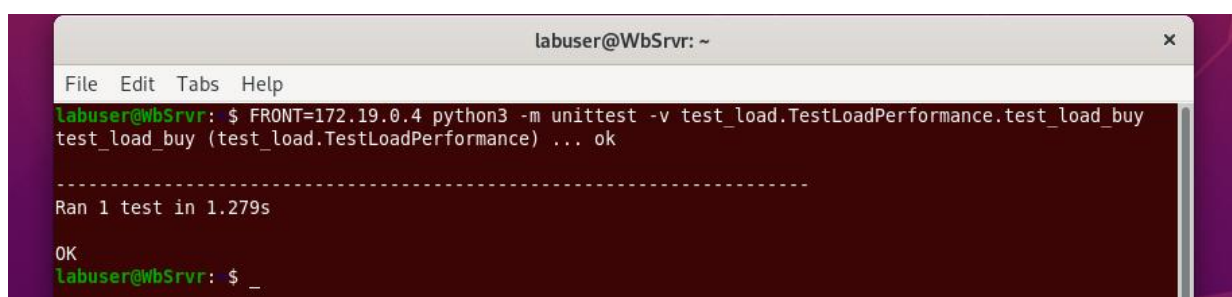 labuser@WbSrvr: ~ ×
File Edit Tabs Help
labuser@WbSrvr:~$ FRONT=172.19.0.4 python3 -m unittest -v test_load.TestLoadPerformance.test_load_buy
test_load_buy (test_load.TestLoadPerformance) ... ok
----------------------------------------------------------------------
Ran 1 test in 1.279s
OK
labuser@WbSrvr:~$ _